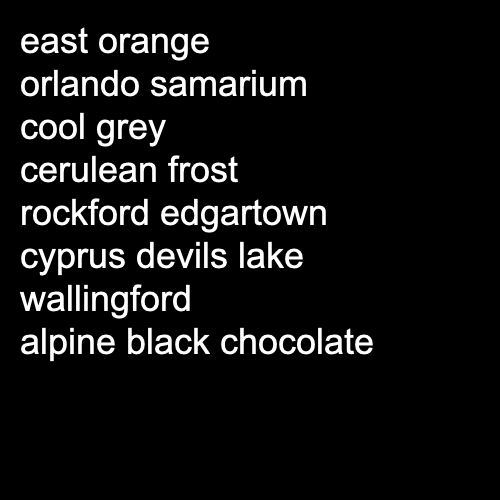 east orange
orlando samarium
cool grey
cerulean frost
rockford edgartown
cyprus devils lake
wallingford
alpine black chocolate